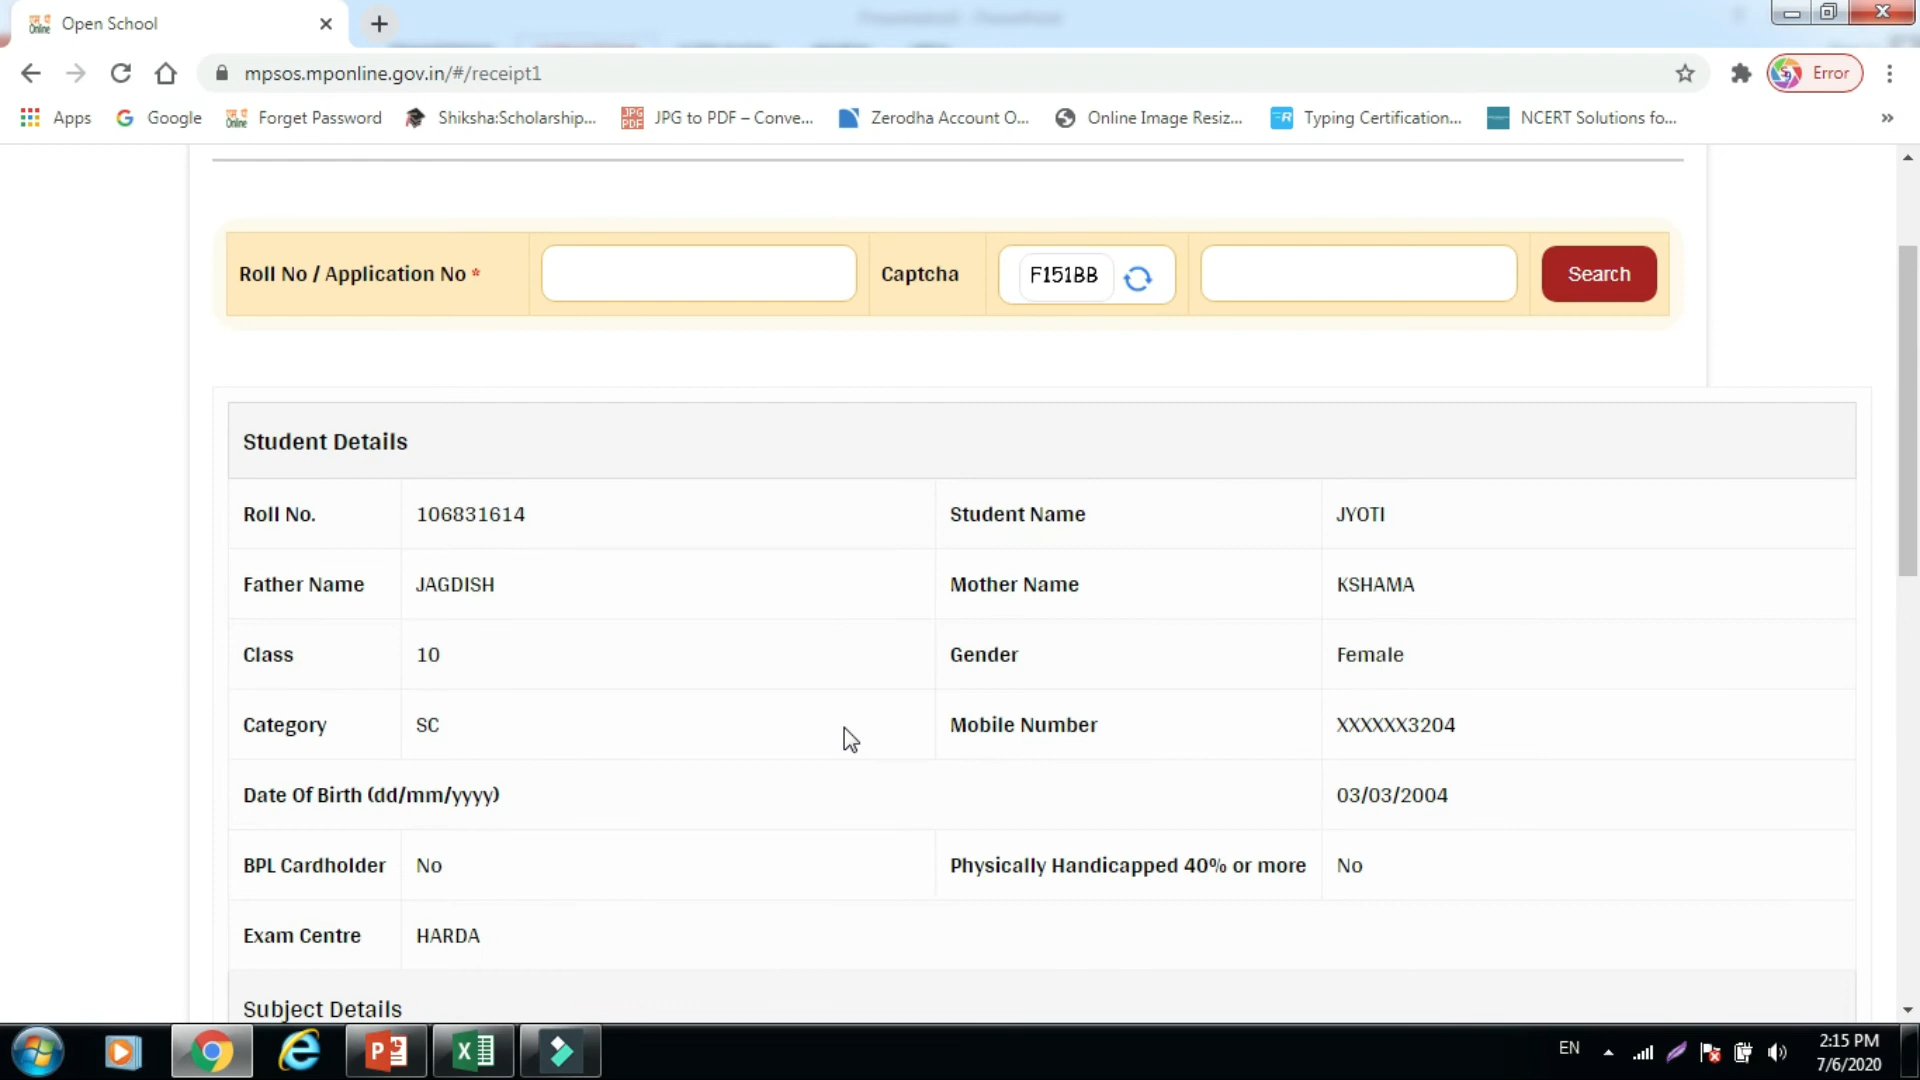 Open School
mpsos.mponline.gov.in/#/receipt1
Error
Apps
Google
Forget Password
Shiksha:Scholarship...
JPG to PDF – Conve...
Zerodha Account O...
Online Image Resiz...
Typing Certification...
NCERT Solutions fo...
»
Roll No / Application No *
Captcha
F151BB
Search
Student Details
Roll No. 106831614 Student Name JYOTI
Father Name JAGDISH Mother Name KSHAMA
Class 10 Gender Female
Category SC Mobile Number XXXXXX3204
Date Of Birth (dd/mm/yyyy) 03/03/2004
BPL Cardholder No Physically Handicapped 40% or more No
Exam Centre HARDA
Subject Details
EN
2:15 PM
7/6/2020